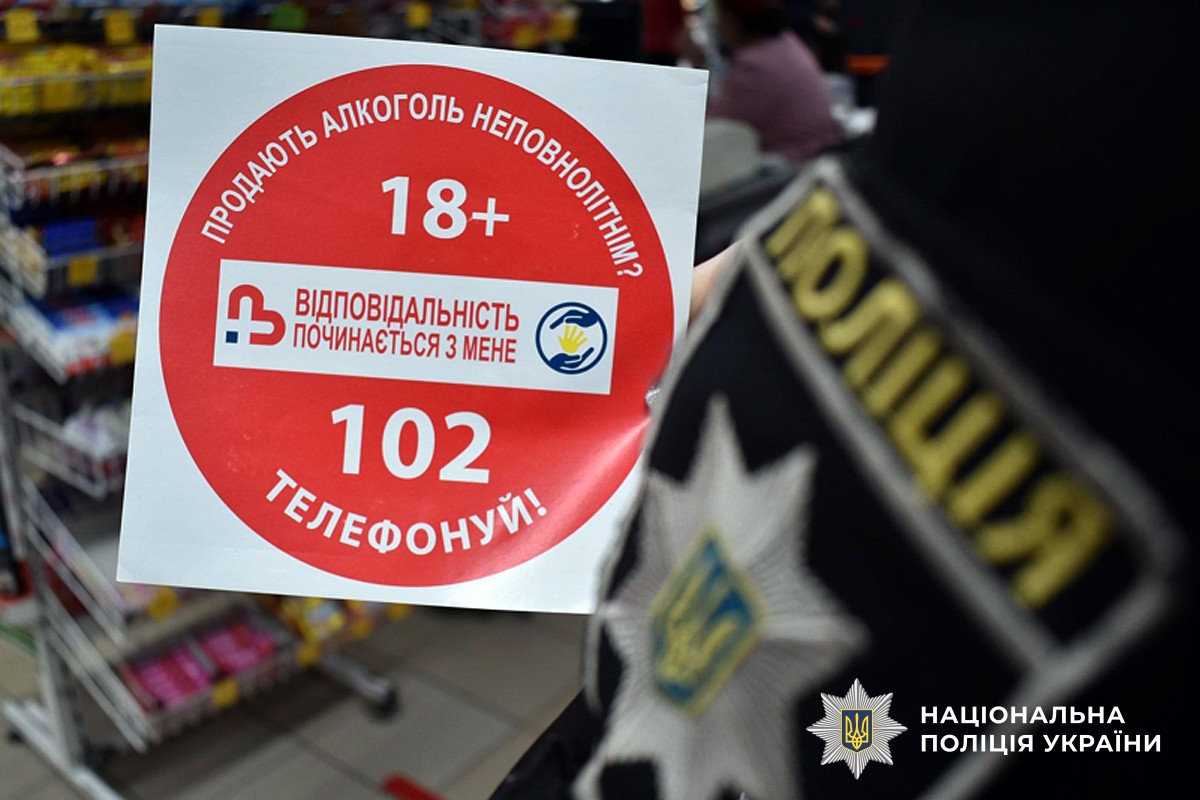 ПРОДАЮТЬ АЛКОГОЛЬ НЕПОВНОЛІТНІМ?
18+
ВІДПОВІДАЛЬНІСТЬ
ПОЧИНАЄТЬСЯ З МЕНЕ
102
ТЕЛЕФОНУЙ!
ПОЛІЦІЯ
НАЦІОНАЛЬНА
ПОЛІЦІЯ УКРАЇНИ